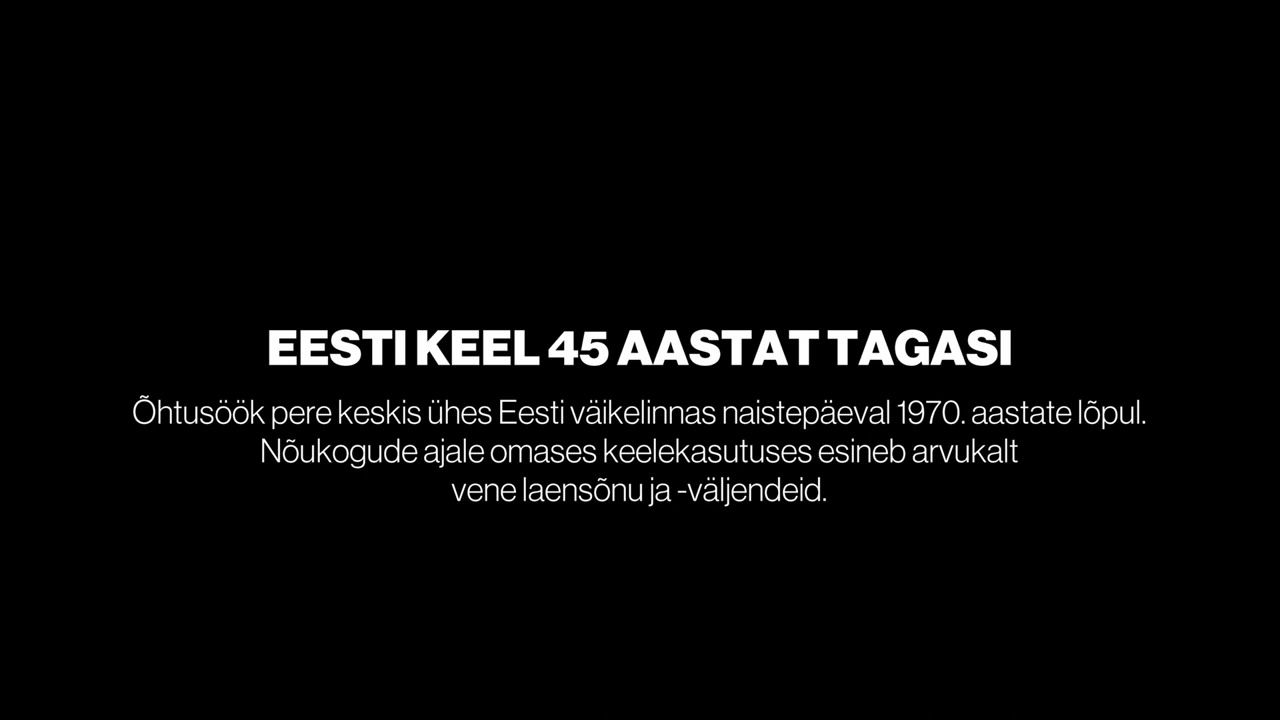 EESTI KEEL 45 AASTAT TAGASI
Õhtusöök pere keskis ühes Eesti väikelinnas naistepäeval 1970. aastate lõpul.
Nõukogude ajale omases keelekasutuses esineb arvukalt
vene laensõnu ja -väljendeid.